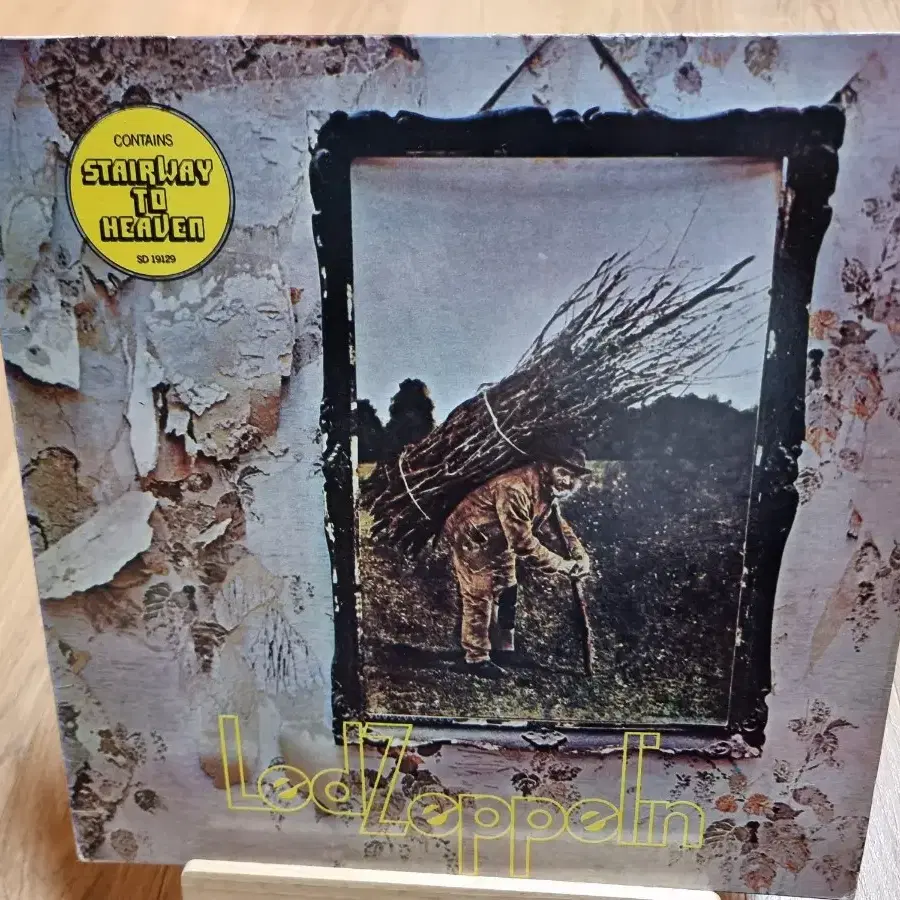 CONTAINS
STAIRWAY
TO
HEAVEN
SD 19129
Led Zeppelin